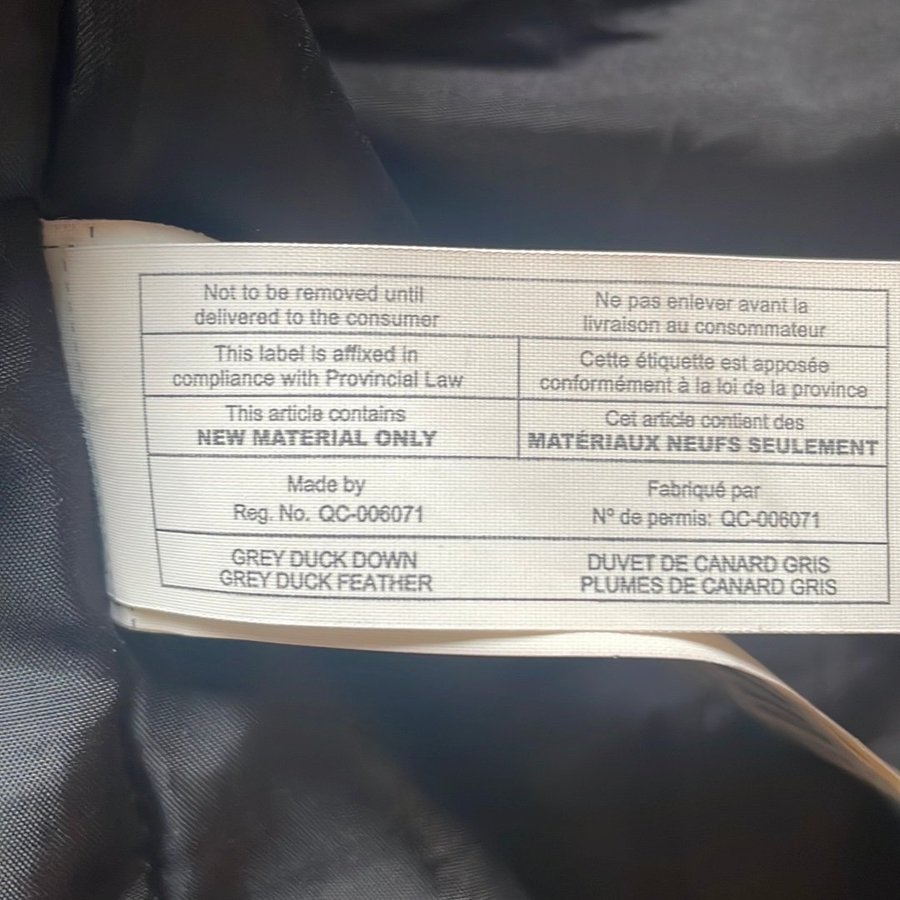 Not to be removed until
delivered to the consumer
Ne pas enlever avant la
livraison au consommateur
This label is affixed in
compliance with Provincial Law
Cette étiquette est apposée
conformément à la loi de la province
This article contains
NEW MATERIAL ONLY
Cet article contient des
MATÉRIAUX NEUFS SEULEMENT
Made by
Reg. No. QC-006071
Fabriqué par
Nº de permis: QC-006071
GREY DUCK DOWN
GREY DUCK FEATHER
DUVET DE CANARD GRIS
PLUMES DE CANARD GRIS